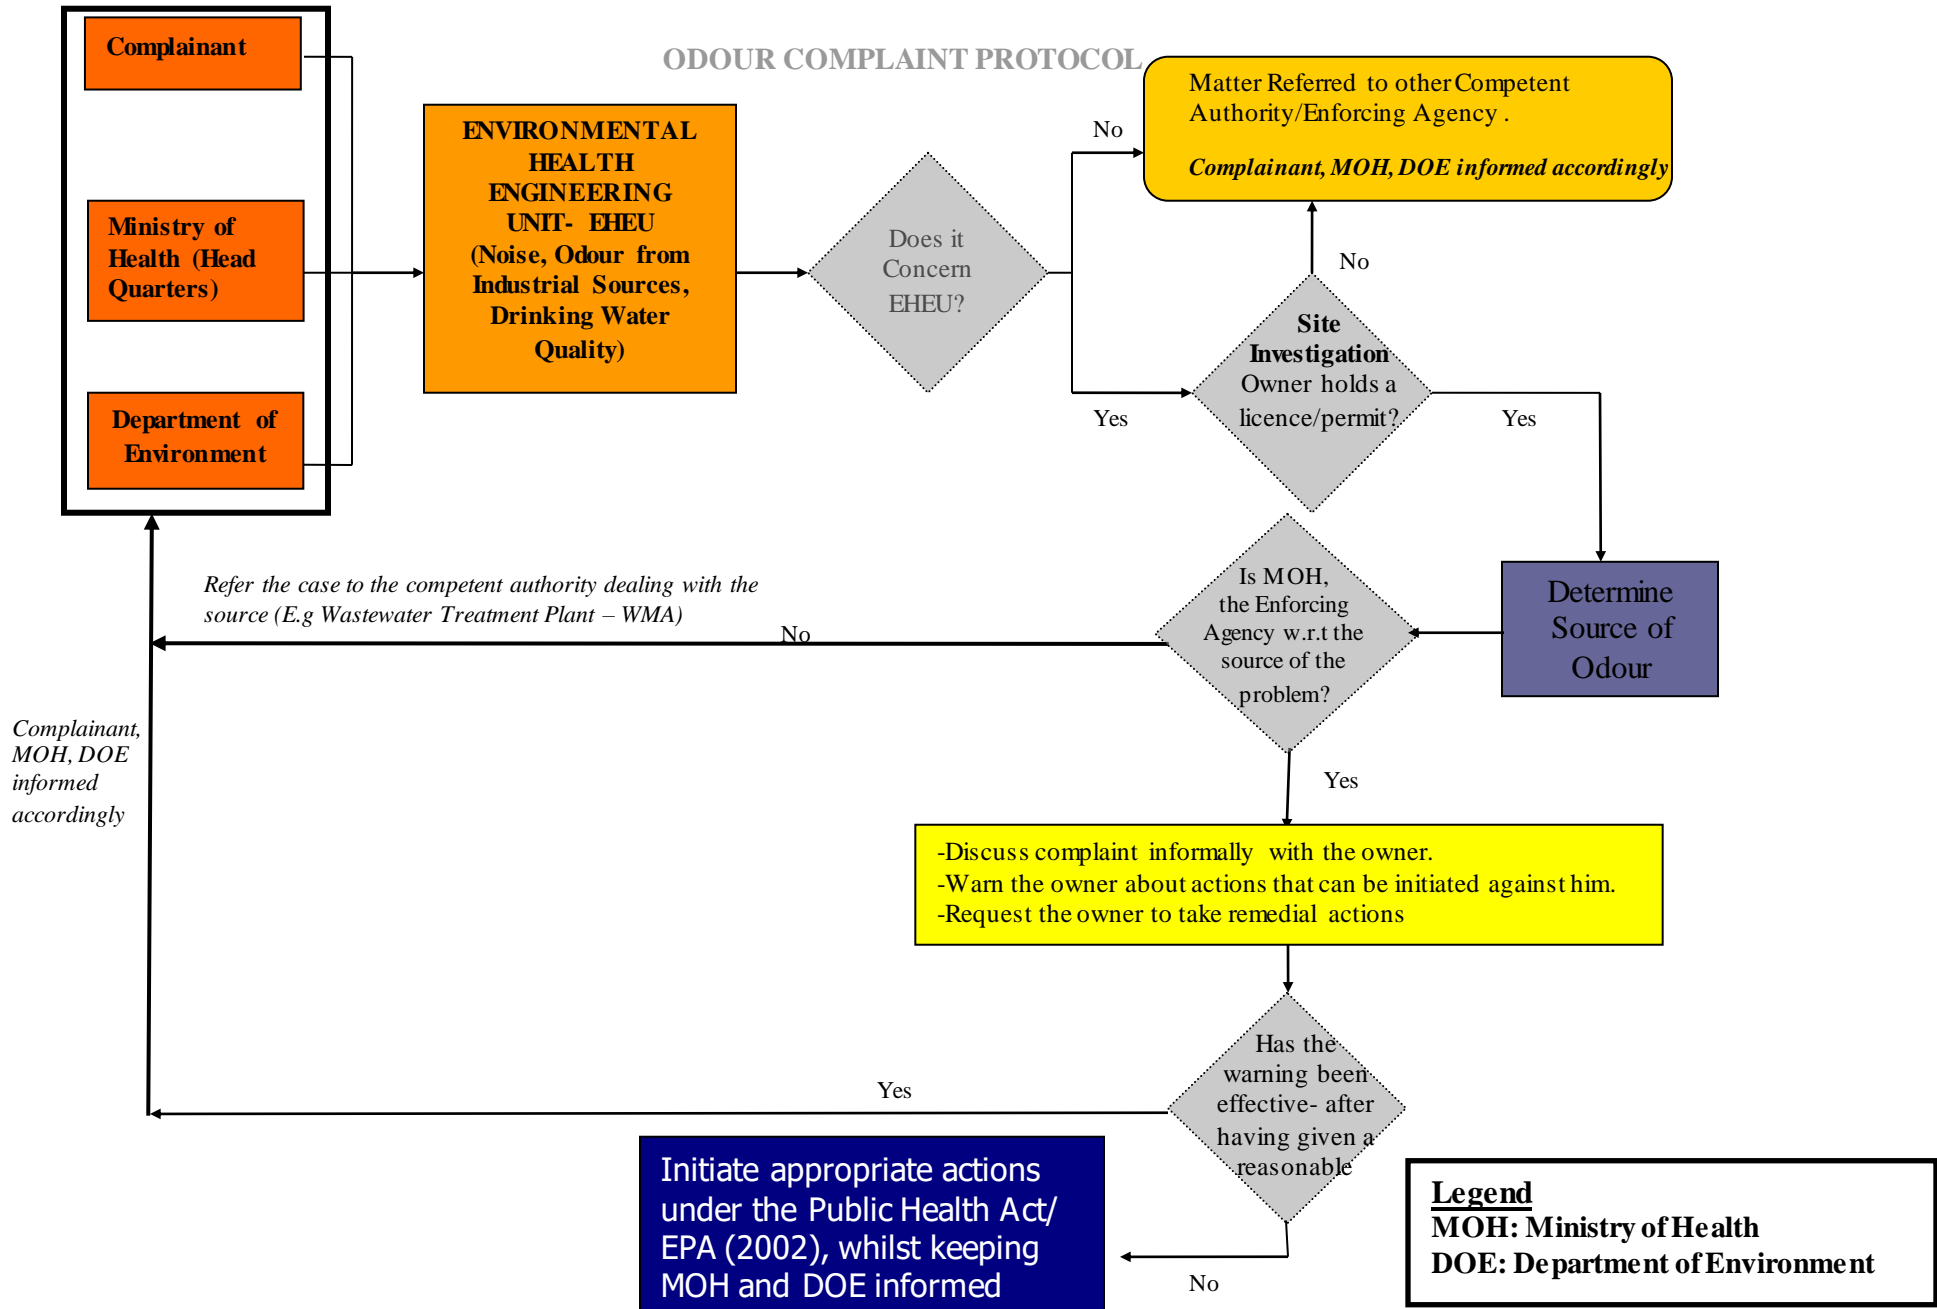 ODOUR COMPLAINT PROTOCOL
Complainant
Ministry of
Health (Head
Quarters)
Department of
Environment
ENVIRONMENTAL
HEALTH
ENGINEERING
UNIT- EHEU
(Noise, Odour from
Industrial Sources,
Drinking Water
Quality)
Does it
Concern
EHEU?
No
Yes
Matter Referred to other Competent
Authority/Enforcing Agency .
Complainant, MOH, DOE informed accordingly
No
Site
Investigation
Owner holds a
licence/permit?
Yes
Determine
Source of
Odour
Is MOH,
the Enforcing
Agency w.r.t the
source of the
problem?
No
Refer the case to the competent authority dealing with the
source (E.g Wastewater Treatment Plant – WMA)
Complainant,
MOH, DOE
informed
accordingly
Yes
-Discuss complaint informally with the owner.
-Warn the owner about actions that can be initiated against him.
-Request the owner to take remedial actions
Has the
warning been
effective- after
having given a
reasonable
Yes
No
Initiate appropriate actions
under the Public Health Act/
EPA (2002), whilst keeping
MOH and DOE informed
Legend
MOH: Ministry of Health
DOE: Department of Environment